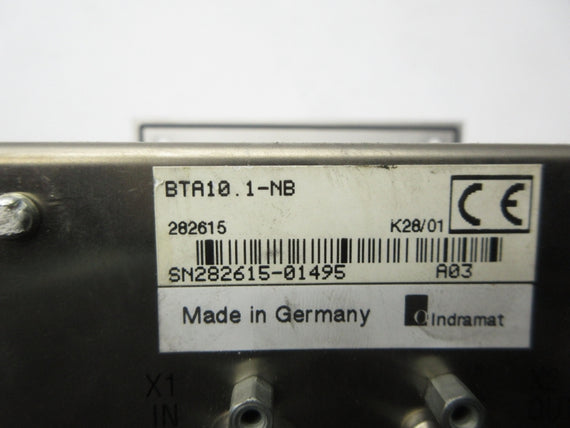 BTA10.1-NB
CE
282615 K28/01
SN282615-01495 A03
Made in Germany Indramat
X1
IN